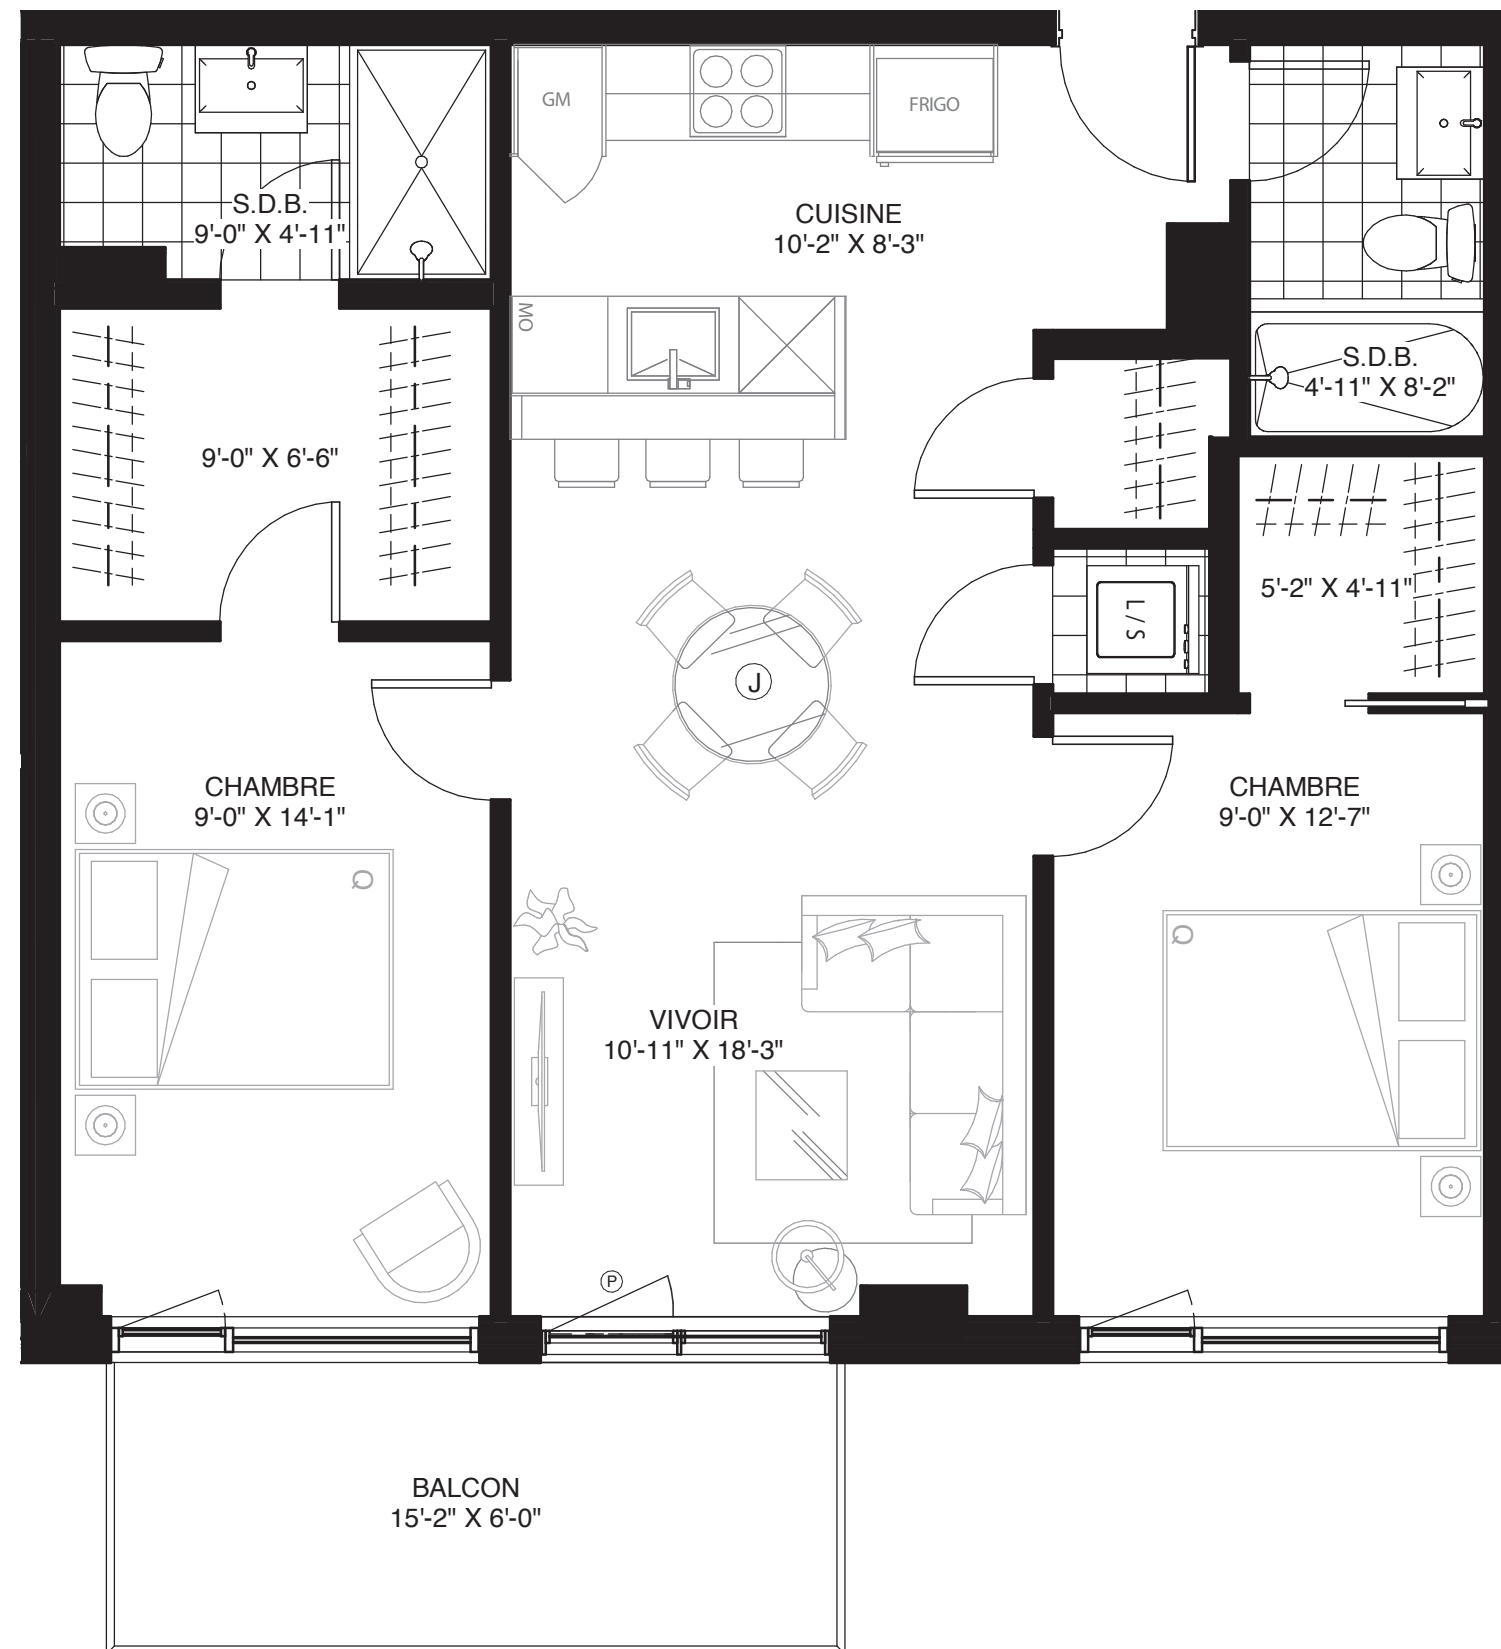 GM
FRIGO
S.D.B.
9'-0" X 4'-11"
CUISINE
10'-2" X 8'-3"
MO
S.D.B.
4'-11" X 8'-2"
9'-0" X 6'-6"
5'-2" X 4'-11"
L/S
J
CHAMBRE
9'-0" X 14'-1"
CHAMBRE
9'-0" X 12'-7"
Q
Q
VIVOIR
10'-11" X 18'-3"
P
BALCON
15'-2" X 6'-0"